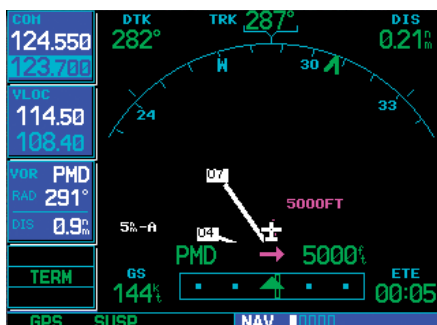 COM
124.550
123.700
VLOC
114.50
108.40
VOR PMD
RAD 291°
DIS 0.9nm
TERM
GPS SUSP
DTK
282°
TRK 287°
DIS
0.21nm
24
W
30
33
07
04
5000FT
5nm-A
PMD → 5000ft
GS
144kt
ETE
00:05
NAV